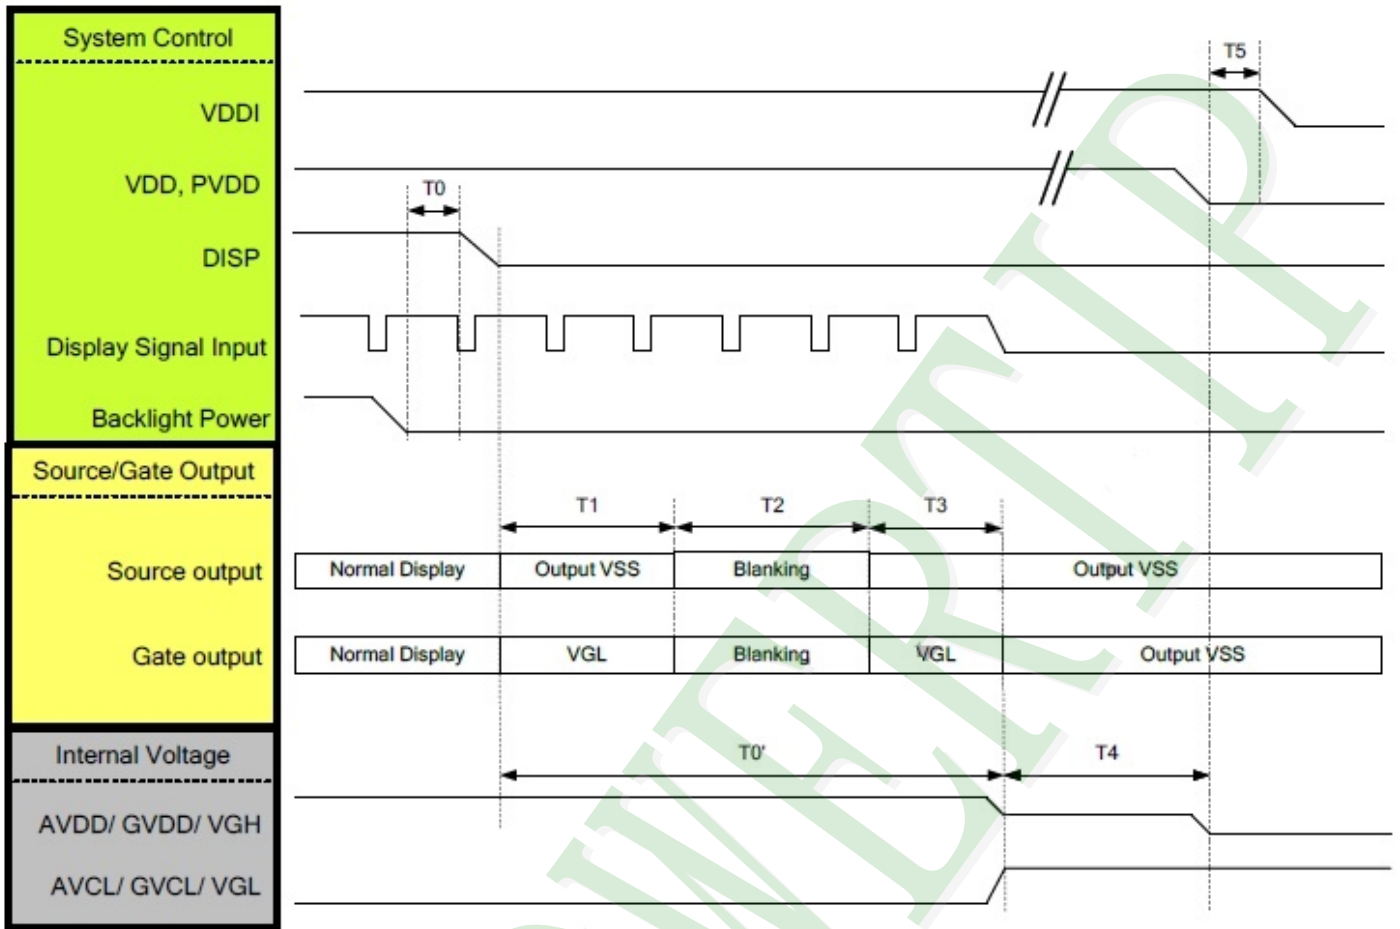 System Control
T5
VDDI
VDD, PVDD
T0
DISP
Display Signal Input
Backlight Power
Source/Gate Output
T1 T2 T3
Source output Normal Display Output VSS Blanking Output VSS
Gate output Normal Display VGL Blanking VGL Output VSS
Internal Voltage
T0' T4
AVDD/ GVDD/ VGH
AVCL/ GVCL/ VGL
WERTIP